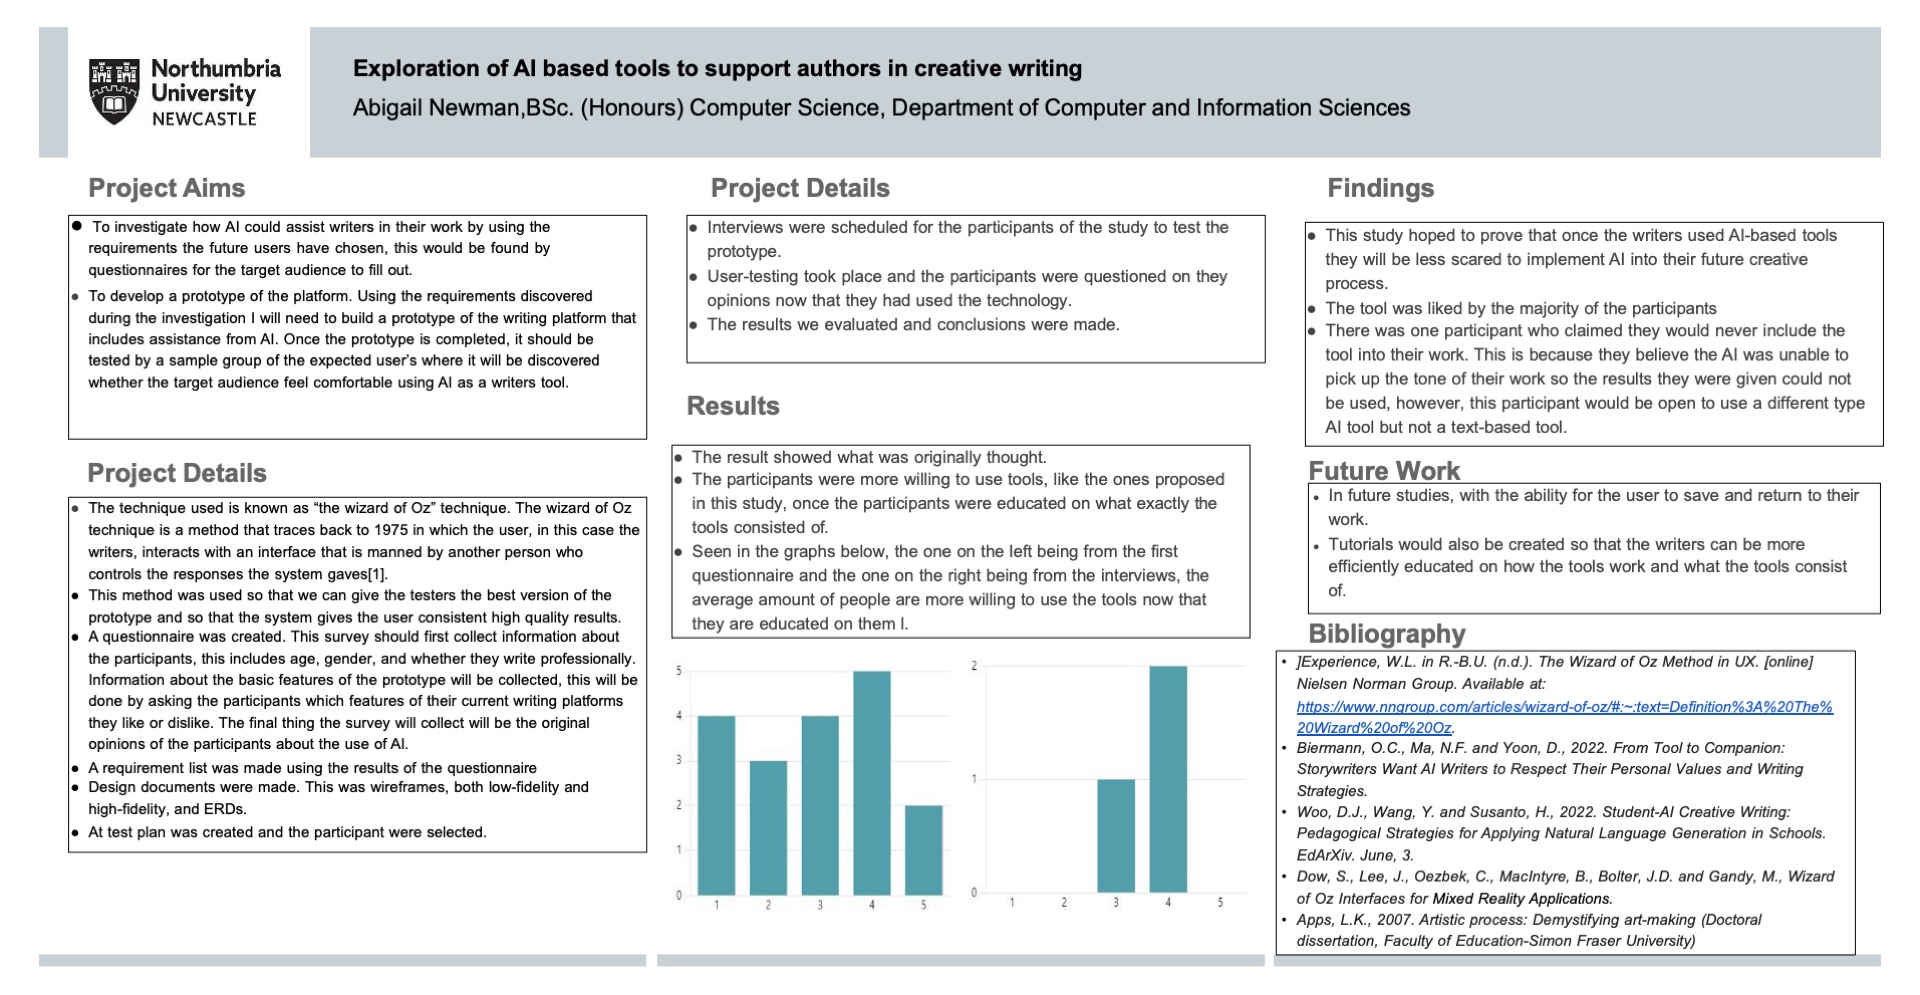 Northumbria
University
NEWCASTLE
Exploration of AI based tools to support authors in creative writing
Abigail Newman,BSc. (Honours) Computer Science, Department of Computer and Information Sciences
Project Aims
● To investigate how AI could assist writers in their work by using the
requirements the future users have chosen, this would be found by
questionnaires for the target audience to fill out.
● To develop a prototype of the platform. Using the requirements discovered
during the investigation I will need to build a prototype of the writing platform that
includes assistance from AI. Once the prototype is completed, it should be
tested by a sample group of the expected user's where it will be discovered
whether the target audience feel comfortable using AI as a writers tool.
Project Details
● The technique used is known as “the wizard of Oz” technique. The wizard of Oz
technique is a method that traces back to 1975 in which the user, in this case the
writers, interacts with an interface that is manned by another person who
controls the responses the system gaves[1].
● This method was used so that we can give the testers the best version of the
prototype and so that the system gives the user consistent high quality results.
● A questionnaire was created. This survey should first collect information about
the participants, this includes age, gender, and whether they write professionally.
Information about the basic features of the prototype will be collected, this will be
done by asking the participants which features of their current writing platforms
they like or dislike. The final thing the survey will collect will be the original
opinions of the participants about the use of AI.
● A requirement list was made using the results of the questionnaire
● Design documents were made. This was wireframes, both low-fidelity and
high-fidelity, and ERDs.
● At test plan was created and the participant were selected.
Project Details
● Interviews were scheduled for the participants of the study to test the
prototype.
● User-testing took place and the participants were questioned on they
opinions now that they had used the technology.
● The results we evaluated and conclusions were made.
Results
● The result showed what was originally thought.
● The participants were more willing to use tools, like the ones proposed
in this study, once the participants were educated on what exactly the
tools consisted of.
● Seen in the graphs below, the one on the left being from the first
questionnaire and the one on the right being from the interviews, the
average amount of people are more willing to use the tools now that
they are educated on them I.
5
4
3
2
1
0
1 2 3 4 5
2
1
0
1 2 3 4 5
Findings
● This study hoped to prove that once the writers used AI-based tools
they will be less scared to implement AI into their future creative
process.
● The tool was liked by the majority of the participants
● There was one participant who claimed they would never include the
tool into their work. This is because they believe the AI was unable to
pick up the tone of their work so the results they were given could not
be used, however, this participant would be open to use a different type
AI tool but not a text-based tool.
Future Work
• In future studies, with the ability for the user to save and return to their
work.
• Tutorials would also be created so that the writers can be more
efficiently educated on how the tools work and what the tools consist
of.
Bibliography
• ]Experience, W.L. in R.-B.U. (n.d.). The Wizard of Oz Method in UX. [online]
Nielsen Norman Group. Available at:
https://www.nngroup.com/articles/wizard-of-oz/#:~:text=Definition%3A%20The%
20Wizard%20of%20Oz.
• Biermann, O.C., Ma, N.F. and Yoon, D., 2022. From Tool to Companion:
Storywriters Want AI Writers to Respect Their Personal Values and Writing
Strategies.
• Woo, D.J., Wang, Y. and Susanto, H., 2022. Student-AI Creative Writing:
Pedagogical Strategies for Applying Natural Language Generation in Schools.
EdArXiv. June, 3.
• Dow, S., Lee, J., Oezbek, C., MacIntyre, B., Bolter, J.D. and Gandy, M., Wizard
of Oz Interfaces for Mixed Reality Applications.
• Apps, L.K., 2007. Artistic process: Demystifying art-making (Doctoral
dissertation, Faculty of Education-Simon Fraser University)